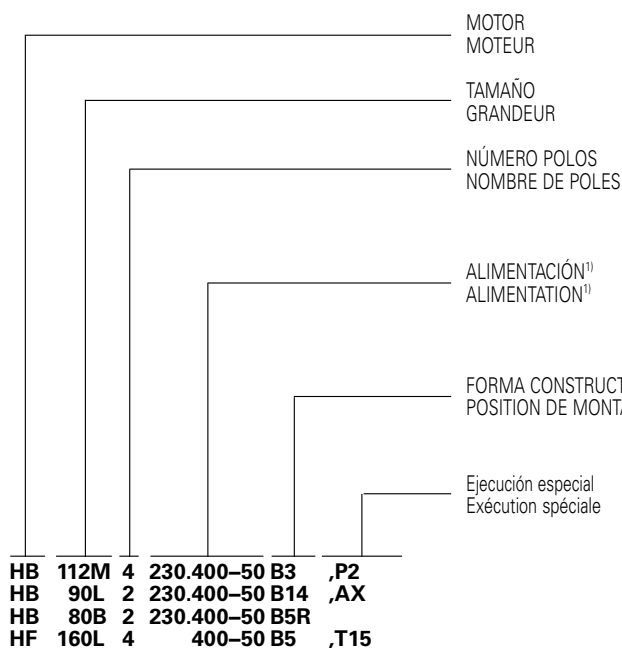 MOTOR
MOTEUR
TAMAÑO
GRANDEUR
NÚMERO POLOS
NOMBRE DE POLES
ALIMENTACIÓN¹⁾
ALIMENTATION¹⁾
FORMA CONSTRUCT
POSITION DE MONTA
Ejecución especial
Exécution spéciale
HB 112M 4 230.400–50 B3 ,P2
HB 90L 2 230.400–50 B14 ,AX
HB 80B 2 230.400–50 B5R
HF 160L 4 400–50 B5 ,T15